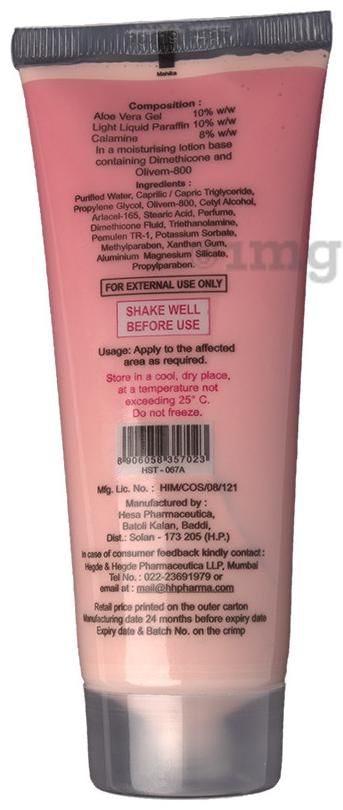 Mahika
Composition :
Aloe Vera Gel 10% w/w
Light Liquid Paraffin 10% w/w
Calamine 8% w/w
In a moisturising lotion base
containing Dimethicone and
Olivem-800
Ingredients :
Purified Water, Caprilic / Capric Triglyceride,
Propylene Glycol, Olivem-800, Cetyl Alcohol,
Arlacel-165, Stearic Acid, Perfume,
Dimethicone Fluid, Triethanolamine,
Pemulen TR-1, Potassium Sorbate,
Methylparaben, Xanthan Gum,
Aluminium Magnesium Silicate,
Propylparaben.
1mg
FOR EXTERNAL USE ONLY
SHAKE WELL
BEFORE USE
Usage: Apply to the affected
area as required.
Store in a cool, dry place,
at a temperature not
exceeding 25° C.
Do not freeze.
8 906058 357023
HST - 067A
Mfg. Lic. No. : HIM/COS/08/121
Manufactured by :
Hesa Pharmaceutica,
Batoli Kalan, Baddi,
Dist.: Solan - 173 205 (H.P.)
In case of consumer feedback kindly contact :
Hegde & Hegde Pharmaceutica LLP, Mumbai
Tel No. : 022-23691979 or
email at : mail@hhpharma.com
Retail price printed on the outer carton
Manufacturing date 24 months before expiry date
Expiry date & Batch No. on the crimp